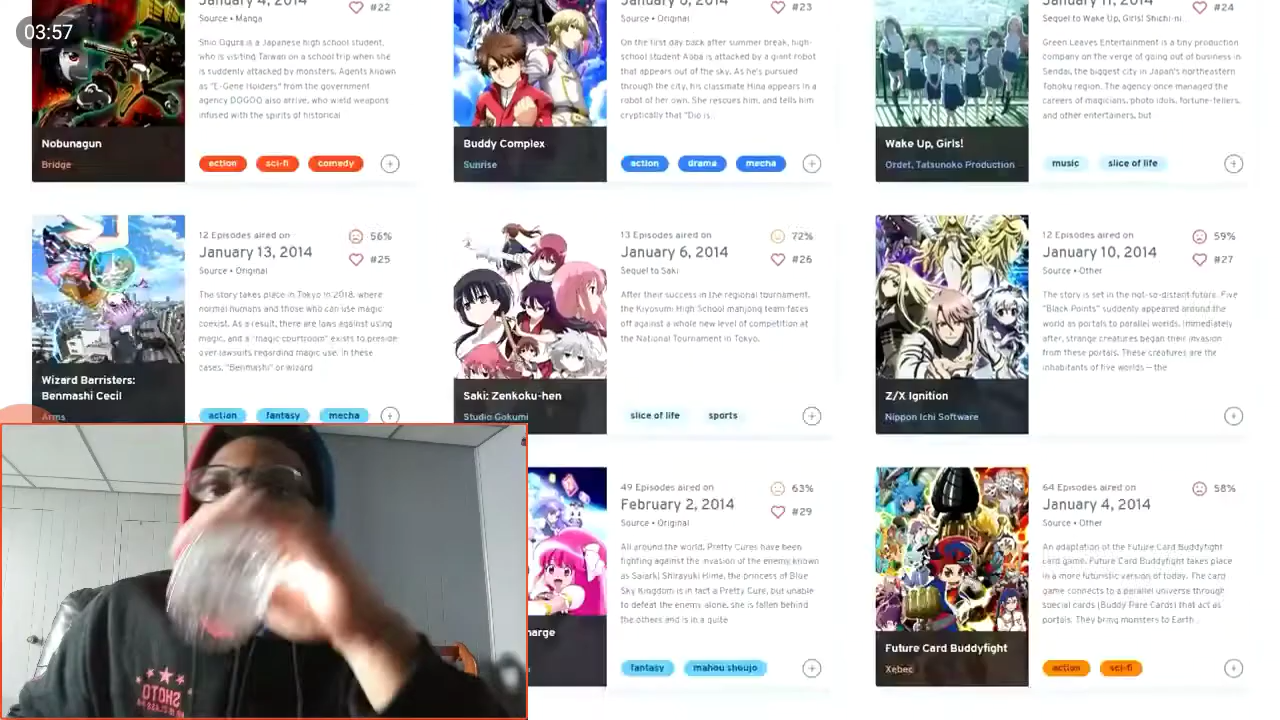 03:57
January 4, 2014
#22
Source • Manga
Shio Ogura is a Japanese high school student,
who is visiting Taiwan on a school trip when she
is suddenly attacked by monsters. Agents known
as "E-Gene Holders" from the government
agency DOGOO also arrive, who wield weapons
infused with the spirits of historical
Nobunagun
Bridge
action
sci-fi
comedy
#23
Source • Original
On the first day back after summer break, high-
school student Aoba is attacked by a giant robot
that appears out of the sky. As he's pursued
through the city, his classmate Hina appears in a
robot of her own. She rescues him, and tells him
cryptically that "Dio is
Buddy Complex
Sunrise
action
drama
mecha
#24
Sequel to Wake Up, Girls! Shichi-ni
Green Leaves Entertainment is a tiny production
company on the verge of going out of business in
Sendai, the biggest city in Japan's northeastern
Tohoku region. The agency once managed the
careers of magicians, photo idols, fortune-tellers,
and other entertainers, but
Wake Up, Girls!
Ordet, Tatsunoko Production
music
slice of life
12 Episodes aired on
56%
January 13, 2014
#25
Source • Original
The story takes place in Tokyo in 2018, where
normal humans and those who can use magic
coexist. As a result, there are laws against using
magic, and a "magic courtroom" exists to preside
over lawsuits regarding magic use. In these
cases, "Benmashi" or wizard
Wizard Barristers:
Benmashi Cecil
Arms
action
fantasy
mecha
13 Episodes aired on
72%
January 6, 2014
#26
Sequel to Saki
After their success in the regional tournament,
the Kiyosumi High School mahjong team faces
off against a whole new level of competition at
the National Tournament in Tokyo.
Saki: Zenkoku-hen
Studio Gokumi
slice of life
sports
12 Episodes aired on
59%
January 10, 2014
#27
Source • Other
The story is set in the not-so-distant future. Five
"Black Points" suddenly appeared around the
world as portals to parallel worlds. Immediately
after, strange creatures began their invasion
from these portals. These creatures are the
inhabitants of five worlds — the
Z/X Ignition
Nippon Ichi Software
49 Episodes aired on
63%
February 2, 2014
#29
Source • Original
All around the world, Pretty Cures have been
fighting against the invasion of the enemy known
as Saiark! Shirayuki Hime, the princess of Blue
Sky Kingdom is in fact a Pretty Cure, but unable
to defeat the enemy alone, she is fallen behind
the others and is in a quite
harge
fantasy
mahou shoujo
64 Episodes aired on
58%
January 4, 2014
Source • Other
An adaptation of the Future Card Buddyfight
card game. Future Card Buddyfight takes place
in a more futuristic version of today. The card
game connects to a parallel universe through
special cards (Buddy Rare Cards) that act as
portals. They bring monsters to Earth
Future Card Buddyfight
Xebec
action
sci-fi
SHOTO